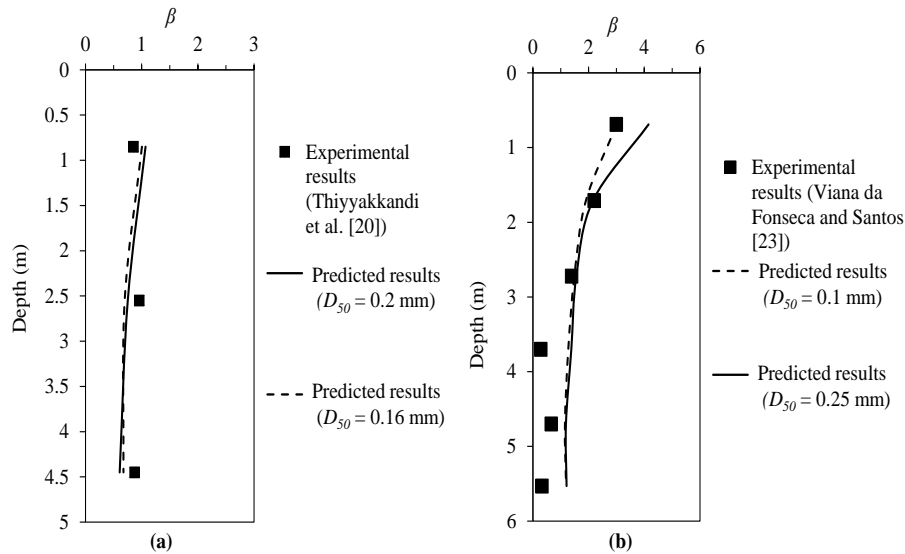 β
0 1 2 3
0
0.5
1
1.5
2
2.5
3
3.5
4
4.5
5
Depth (m)
Experimental
results
(Thiyyakkandi
et al. [20])
Predicted results
(D50 = 0.2 mm)
Predicted results
(D50 = 0.16 mm)
(a)
β
0 2 4 6
0
1
2
3
4
5
6
Depth (m)
Experimental
results (Viana da
Fonseca and Santos
[23])
Predicted results
(D50 = 0.1 mm)
Predicted results
(D50 = 0.25 mm)
(b)